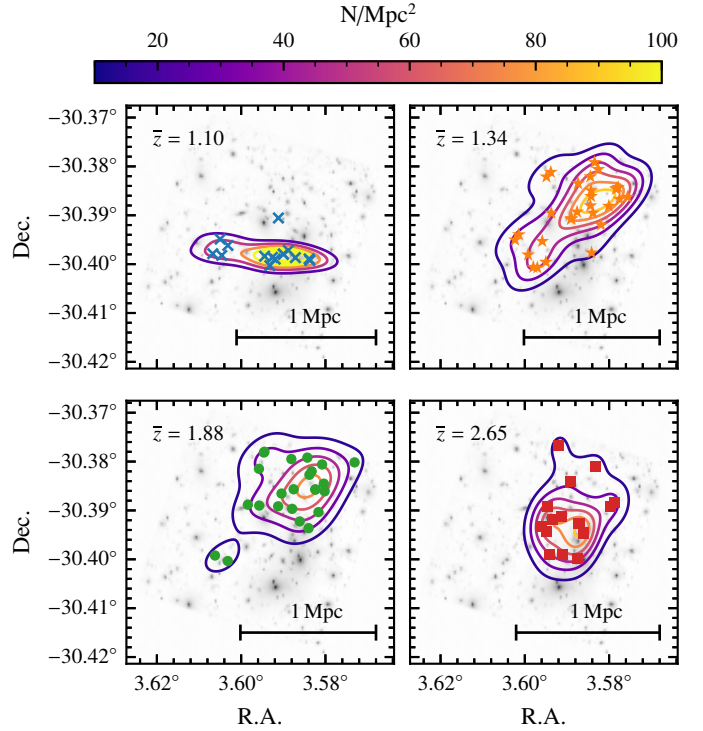 N/Mpc²
20 40 60 80 100
z̅ = 1.10
z̅ = 1.34
−30.37°
−30.38°
−30.39°
−30.40°
−30.41°
−30.42°
Dec.
1 Mpc
1 Mpc
z̅ = 1.88
z̅ = 2.65
−30.37°
−30.38°
−30.39°
−30.40°
−30.41°
−30.42°
Dec.
1 Mpc
1 Mpc
3.62° 3.60° 3.58°
3.62° 3.60° 3.58°
R.A.
R.A.